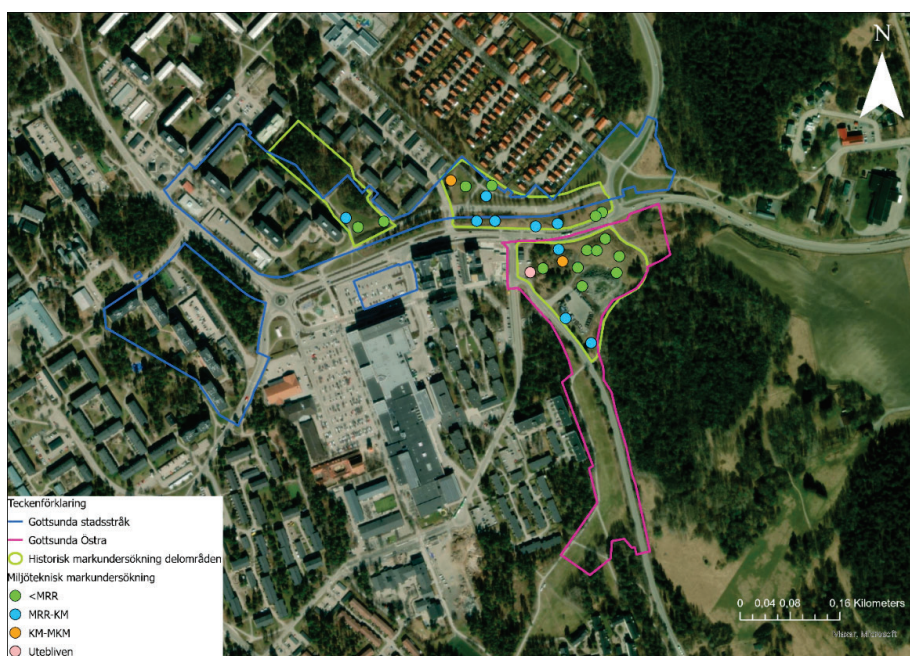 N
Teckenförklaring
Gottsunda stadsstråk
Gottsunda Östra
Historisk markundersökning delområden
Miljöteknisk markundersökning
<MRR
MRR-KM
KM-MKM
Utebliven
0 0,04 0,08 0,16 Kilometers
Microsoft